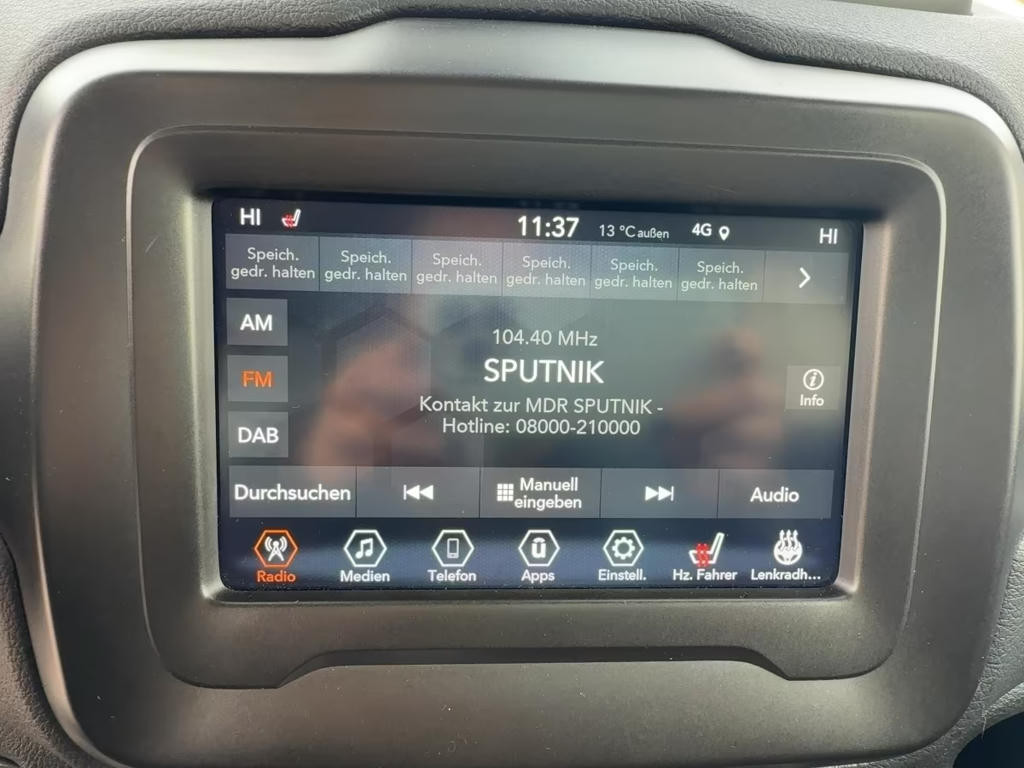 HI 11:37 13 °C außen 4G HI
Speich. Speich. Speich. Speich. Speich. Speich.
gedr. halten gedr. halten gedr. halten gedr. halten gedr. halten gedr. halten
AM
FM
DAB
104.40 MHz
SPUTNIK
Kontakt zur MDR SPUTNIK -
Hotline: 08000-210000
Info
Durchsuchen Manuell Audio
eingeben
Radio Medien Telefon Apps Einstell. Hz. Fahrer Lenkradh...